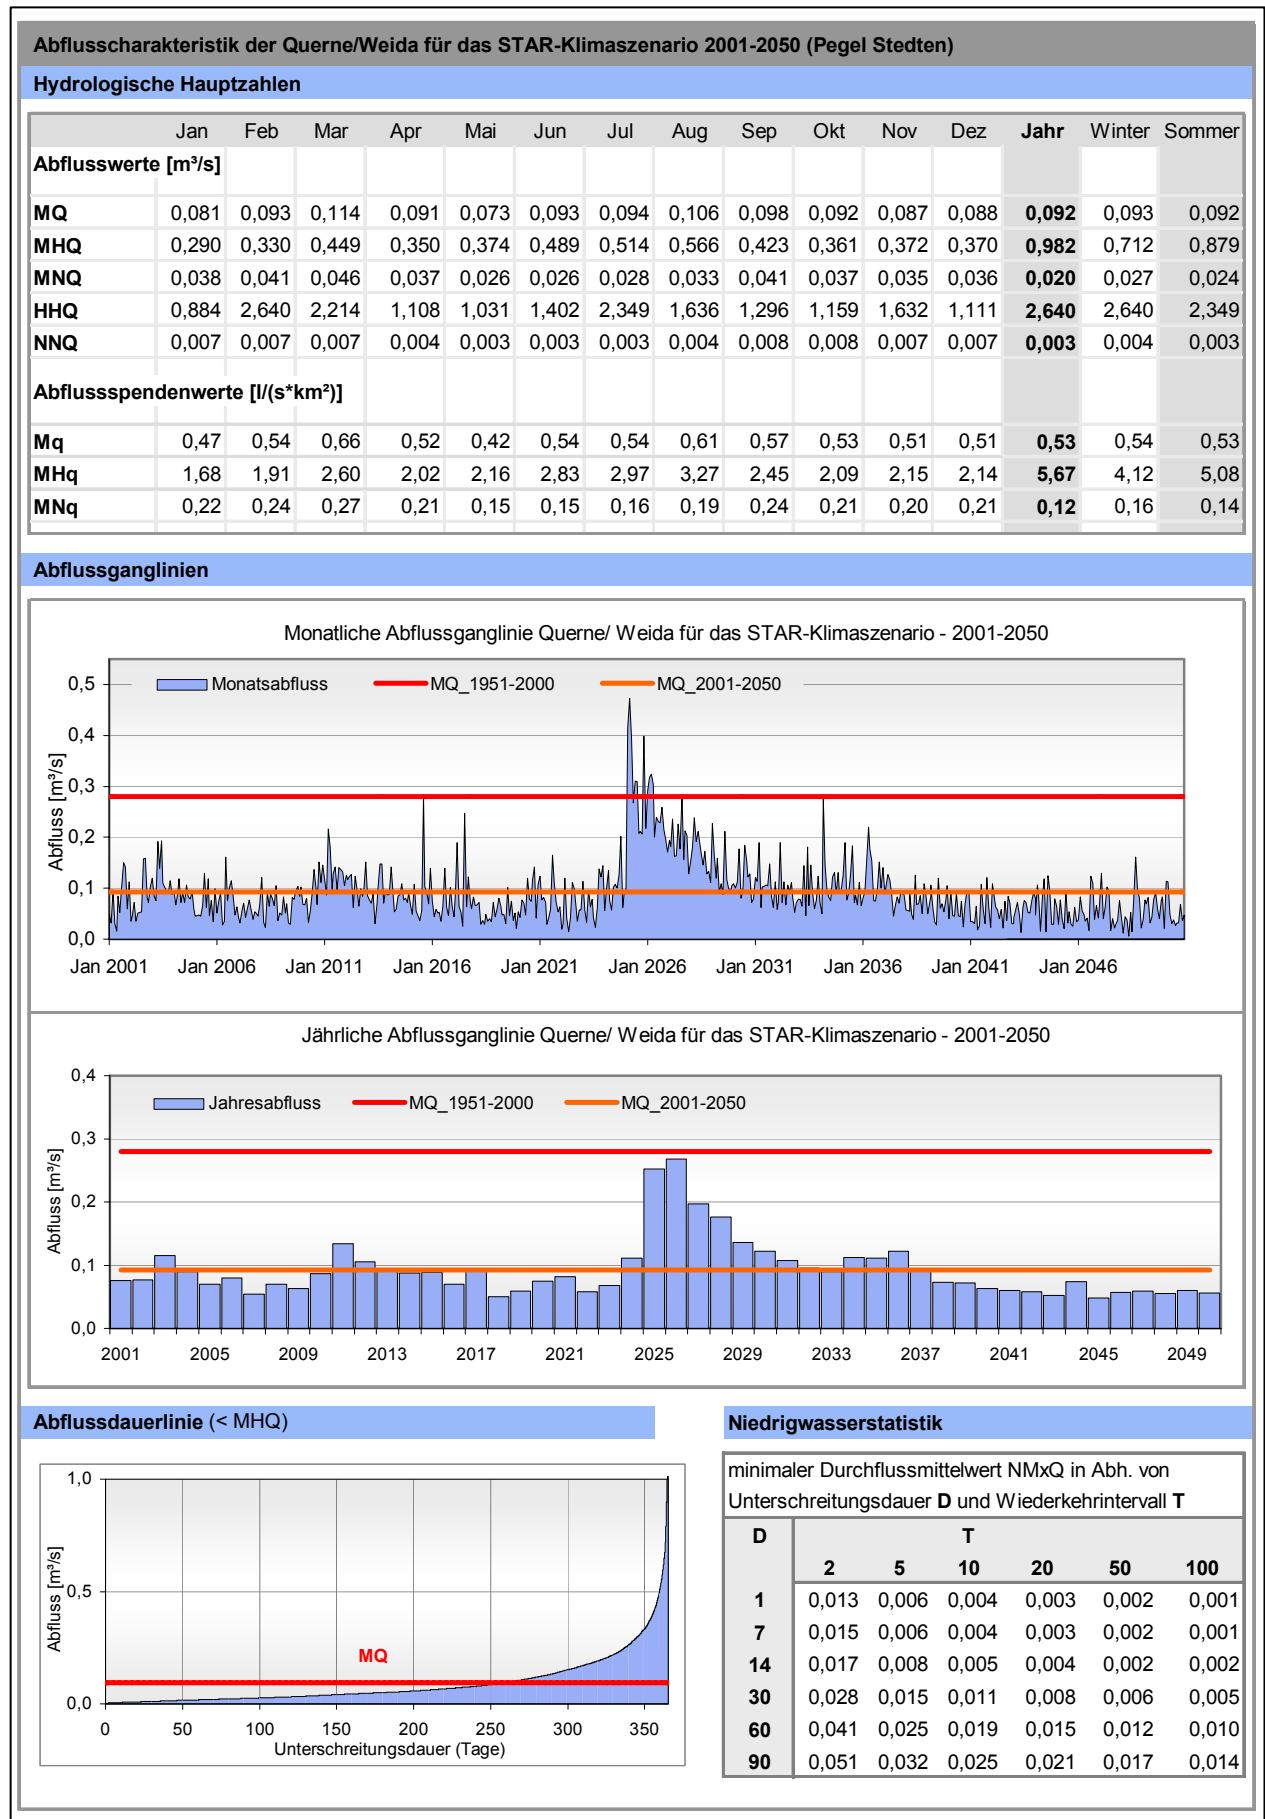 Abflusscharakteristik der Querne/Weida für das STAR-Klimaszenario 2001-2050 (Pegel Stedten)
Hydrologische Hauptzahlen
Jan Feb Mar Apr Mai Jun Jul Aug Sep Okt Nov Dez Jahr Winter Sommer
Abflusswerte [m³/s]
MQ 0,081 0,093 0,114 0,091 0,073 0,093 0,094 0,106 0,098 0,092 0,087 0,088 0,092 0,093 0,092
MHQ 0,290 0,330 0,449 0,350 0,374 0,489 0,514 0,566 0,423 0,361 0,372 0,370 0,982 0,712 0,879
MNQ 0,038 0,041 0,046 0,037 0,026 0,026 0,028 0,033 0,041 0,037 0,035 0,036 0,020 0,027 0,024
HHQ 0,884 2,640 2,214 1,108 1,031 1,402 2,349 1,636 1,296 1,159 1,632 1,111 2,640 2,640 2,349
NNQ 0,007 0,007 0,007 0,004 0,003 0,003 0,003 0,004 0,008 0,008 0,007 0,007 0,003 0,004 0,003
Abflussspendenwerte [l/(s*km²)]
Mq 0,47 0,54 0,66 0,52 0,42 0,54 0,54 0,61 0,57 0,53 0,51 0,51 0,53 0,54 0,53
MHq 1,68 1,91 2,60 2,02 2,16 2,83 2,97 3,27 2,45 2,09 2,15 2,14 5,67 4,12 5,08
MNq 0,22 0,24 0,27 0,21 0,15 0,15 0,16 0,19 0,24 0,21 0,20 0,21 0,12 0,16 0,14
Abflussganglinien
Monatliche Abflussganglinie Querne/ Weida für das STAR-Klimaszenario - 2001-2050
Monatsabfluss MQ_1951-2000 MQ_2001-2050
Abfluss [m³/s]
0,5
0,4
0,3
0,2
0,1
0,0
Jan 2001 Jan 2006 Jan 2011 Jan 2016 Jan 2021 Jan 2026 Jan 2031 Jan 2036 Jan 2041 Jan 2046
Jährliche Abflussganglinie Querne/ Weida für das STAR-Klimaszenario - 2001-2050
Jahresabfluss MQ_1951-2000 MQ_2001-2050
Abfluss [m³/s]
0,4
0,3
0,2
0,1
0,0
2001 2005 2009 2013 2017 2021 2025 2029 2033 2037 2041 2045 2049
Abflussdauerlinie (< MHQ)
Abfluss [m³/s]
1,0
0,5
0,0
MQ
0 50 100 150 200 250 300 350
Unterschreitungsdauer (Tage)
Niedrigwasserstatistik
minimaler Durchflussmittelwert NMxQ in Abh. von
Unterschreitungsdauer D und Wiederkehrintervall T
D T
2 5 10 20 50 100
1 0,013 0,006 0,004 0,003 0,002 0,001
7 0,015 0,006 0,004 0,003 0,002 0,001
14 0,017 0,008 0,005 0,004 0,002 0,002
30 0,028 0,015 0,011 0,008 0,006 0,005
60 0,041 0,025 0,019 0,015 0,012 0,010
90 0,051 0,032 0,025 0,021 0,017 0,014